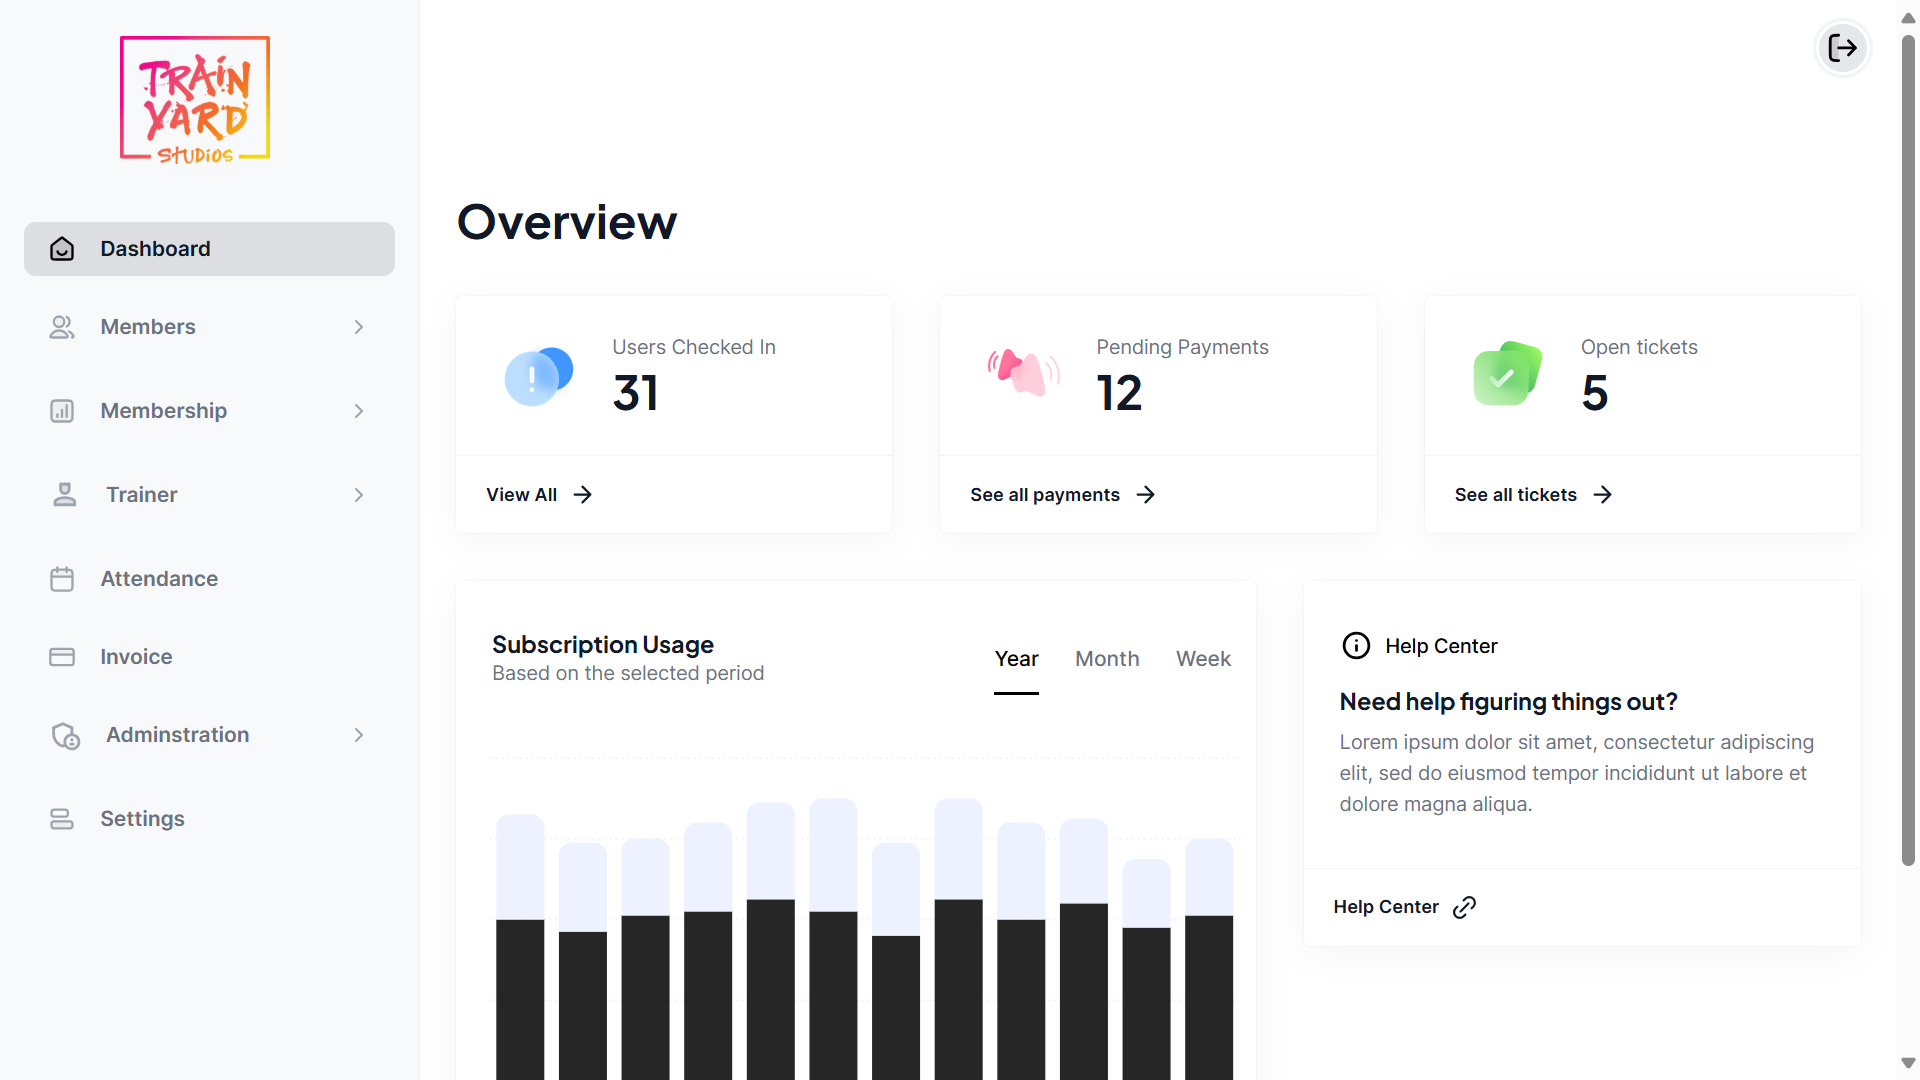 TRAIN
YARD
STUDIOS
Dashboard
Members
Membership
Trainer
Attendance
Invoice
Adminstration
Settings
Overview
Users Checked In
31
View All
Pending Payments
12
See all payments
Open tickets
5
See all tickets
Subscription Usage
Based on the selected period
Year Month Week
Help Center
Need help figuring things out?
Lorem ipsum dolor sit amet, consectetur adipiscing
elit, sed do eiusmod tempor incididunt ut labore et
dolore magna aliqua.
Help Center